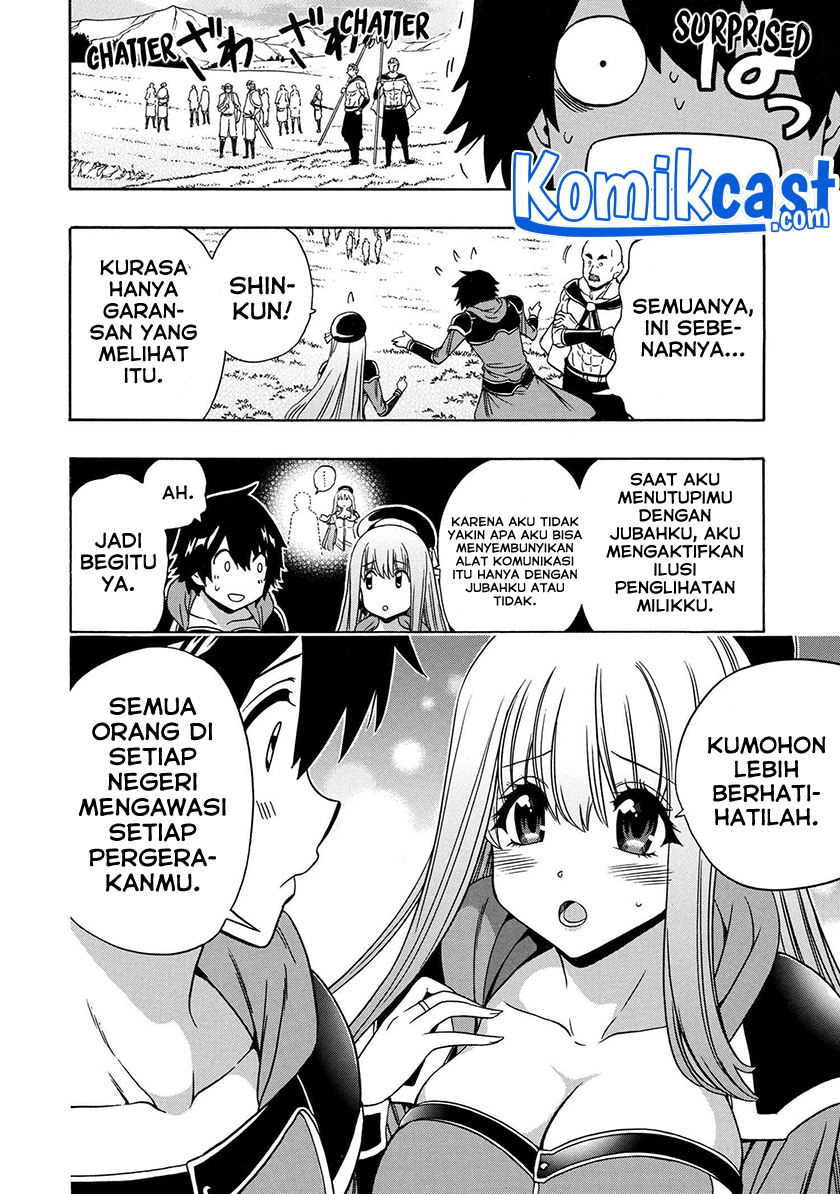 SURPRISED
はっ
CHATTER
ざわ
CHATTER
ざわ
Komikcast
.com
SEMUANYA,
INI SEBE-
NARNYA...
SHIN-
KUN!
KURASA
HANYA
GARAN-
SAN YANG
MELIHAT
ITU.
SAAT AKU
MENUTUPIMU
DENGAN
JUBAHKU, AKU
MENGAKTIFKAN
ILUSI
PENGLIHATAN
MILIKKU.
KARENA AKU TIDAK
YAKIN APA AKU BISA
MENYEMBUNYIKAN
ALAT KOMUNIKASI
ITU HANYA DENGAN
JUBAHKU ATAU
TIDAK.
AH.
JADI
BEGITU
YA.
KUMOHON
LEBIH
BERHATI-
HATILAH.
SEMUA
ORANG DI
SETIAP
NEGERI
MENGAWASI
SETIAP
PERGERA-
KANMU.